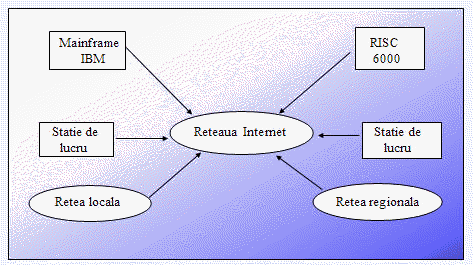 Mainframe
IBM
RISC
6000
Reteaua Internet
Statie de
lucru
Statie de
lucru
Retea locala
Retea regionala